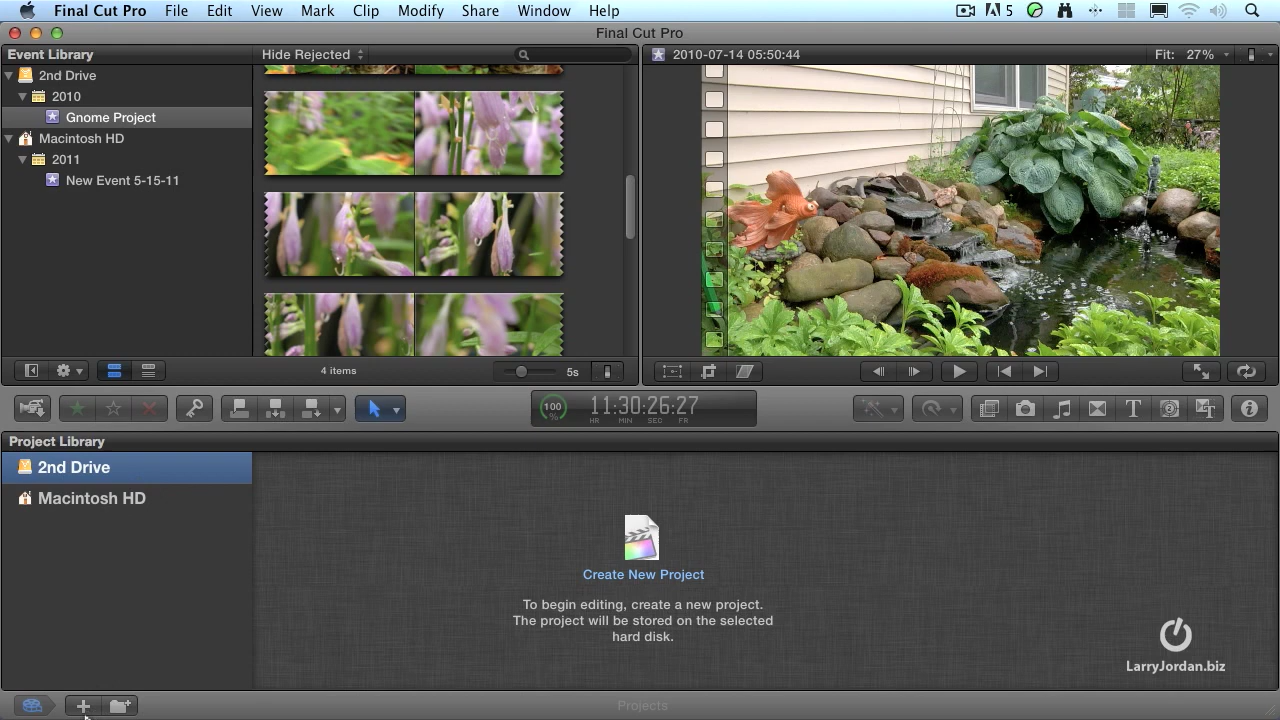 Final Cut Pro File Edit View Mark Clip Modify Share Window Help 5
Final Cut Pro
Event Library
Hide Rejected
2010-07-14 05:50:44
Fit: 27%
2nd Drive
2010
Gnome Project
Macintosh HD
2011
New Event 5-15-11
4 items
5s
100
%
11:30:26:27
HR MIN SEC FR
T
2
T
Project Library
2nd Drive
Macintosh HD
Create New Project
To begin editing, create a new project.
The project will be stored on the selected
hard disk.
LarryJordan.biz
Projects